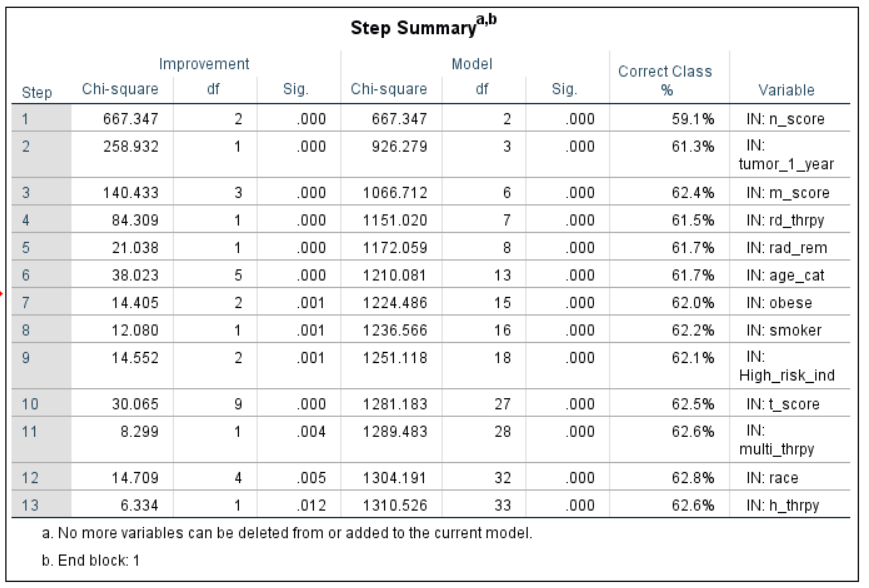 Step Summary a,b
Improvement Model Correct Class
Step Chi-square df Sig. Chi-square df Sig. % Variable
1 667.347 2 .000 667.347 2 .000 59.1% IN: n_score
2 258.932 1 .000 926.279 3 .000 61.3% IN:
tumor_1_year
3 140.433 3 .000 1066.712 6 .000 62.4% IN: m_score
4 84.309 1 .000 1151.020 7 .000 61.5% IN: rd_thrpy
5 21.038 1 .000 1172.059 8 .000 61.7% IN: rad_rem
6 38.023 5 .000 1210.081 13 .000 61.7% IN: age_cat
7 14.405 2 .001 1224.486 15 .000 62.0% IN: obese
8 12.080 1 .001 1236.566 16 .000 62.2% IN: smoker
9 14.552 2 .001 1251.118 18 .000 62.1% IN:
High_risk_ind
10 30.065 9 .000 1281.183 27 .000 62.5% IN: t_score
11 8.299 1 .004 1289.483 28 .000 62.6% IN:
multi_thrpy
12 14.709 4 .005 1304.191 32 .000 62.8% IN: race
13 6.334 1 .012 1310.526 33 .000 62.6% IN: h_thrpy
a. No more variables can be deleted from or added to the current model.
b. End block: 1